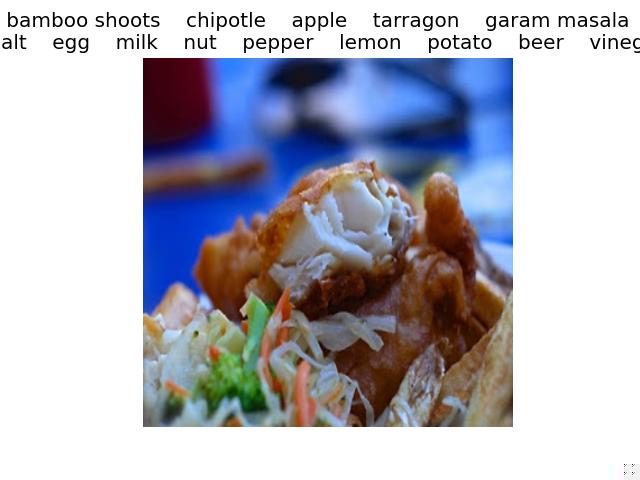 bamboo shoots chipotle apple tarragon garam masala
alt egg milk nut pepper lemon potato beer vineg